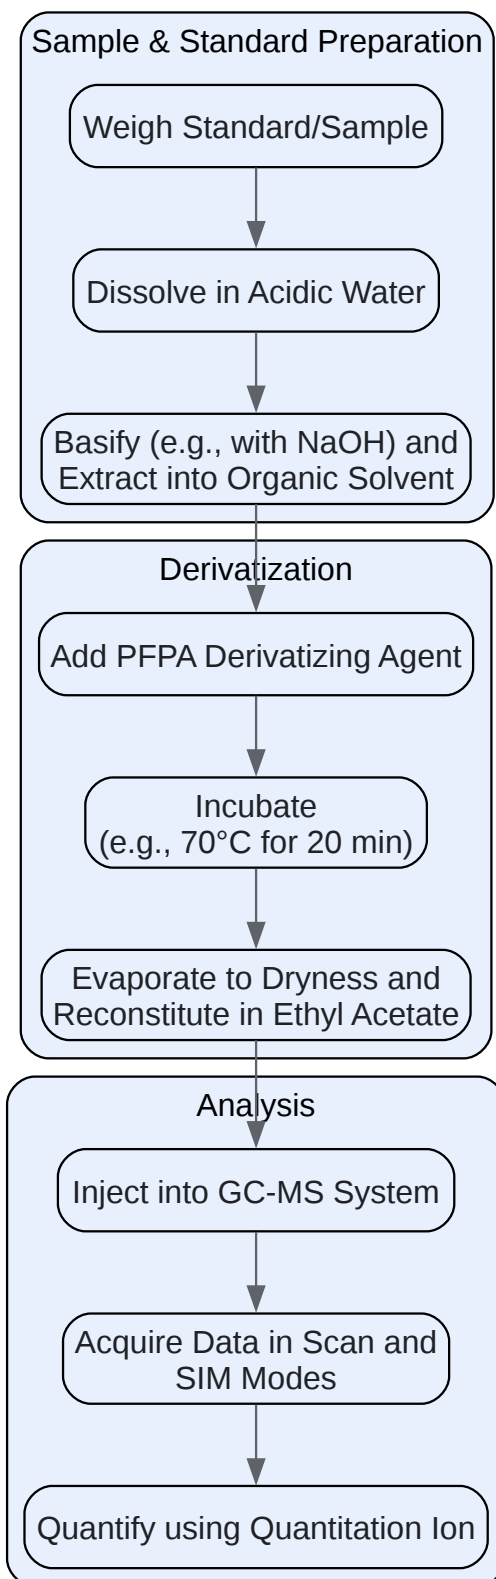 Sample & Standard Preparation
Weigh Standard/Sample
Dissolve in Acidic Water
Basify (e.g., with NaOH) and
Extract into Organic Solvent
Derivatization
Add PFPA Derivatizing Agent
Incubate
(e.g., 70°C for 20 min)
Evaporate to Dryness and
Reconstitute in Ethyl Acetate
Analysis
Inject into GC-MS System
Acquire Data in Scan and
SIM Modes
Quantify using Quantitation Ion